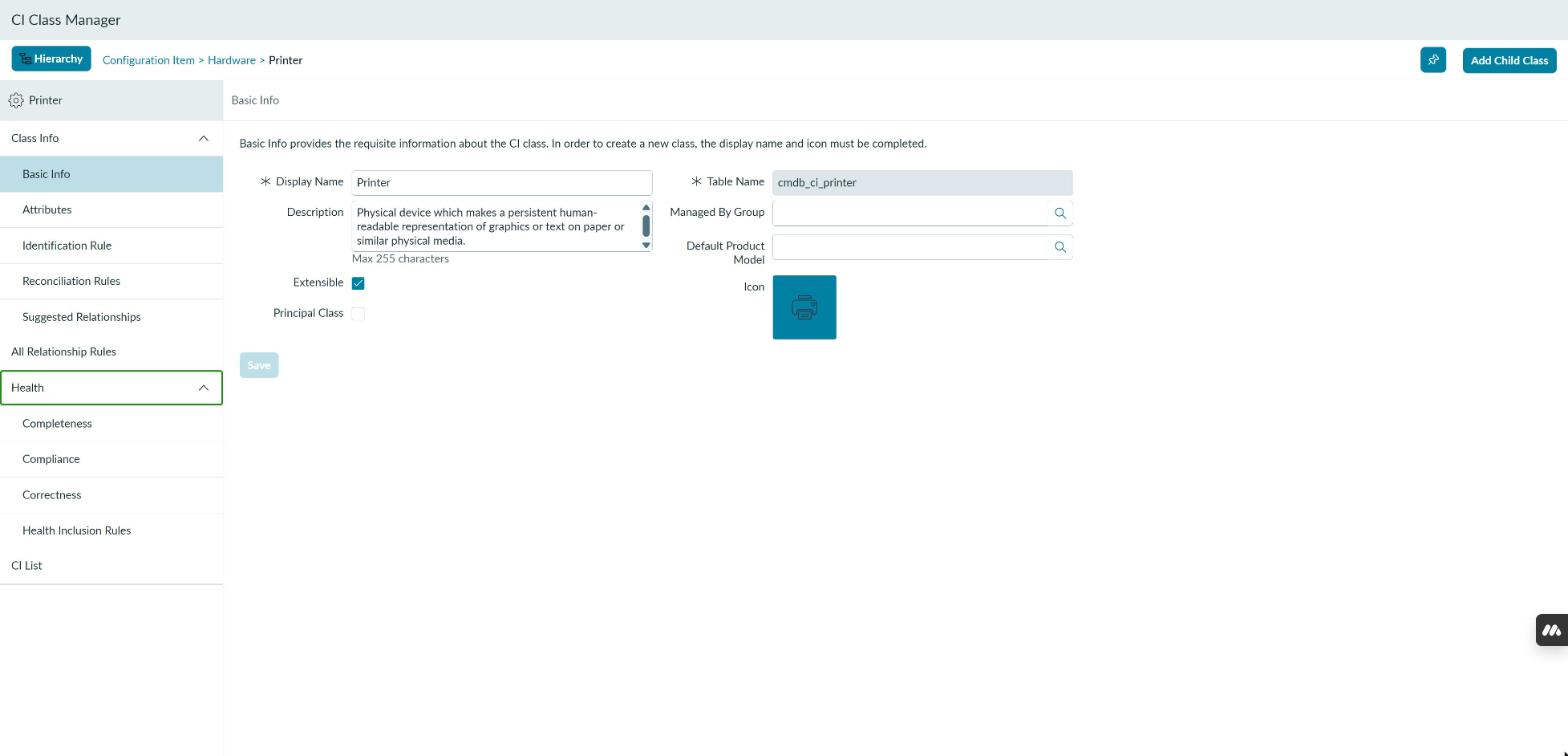 CI Class Manager
Hierarchy
Configuration Item > Hardware > Printer
Add Child Class
Printer
Class Info
Basic Info
Attributes
Identification Rule
Reconciliation Rules
Suggested Relationships
All Relationship Rules
Health
Completeness
Compliance
Correctness
Health Inclusion Rules
CI List
Basic Info
Basic Info provides the requisite information about the CI class. In order to create a new class, the display name and icon must be completed.
Display Name
Printer
Description
Physical device which makes a persistent human-
readable representation of graphics or text on paper or
similar physical media.
Max 255 characters
Extensible
Principal Class
Table Name
cmdb_ci_printer
Managed By Group
Default Product
Model
Icon
Save